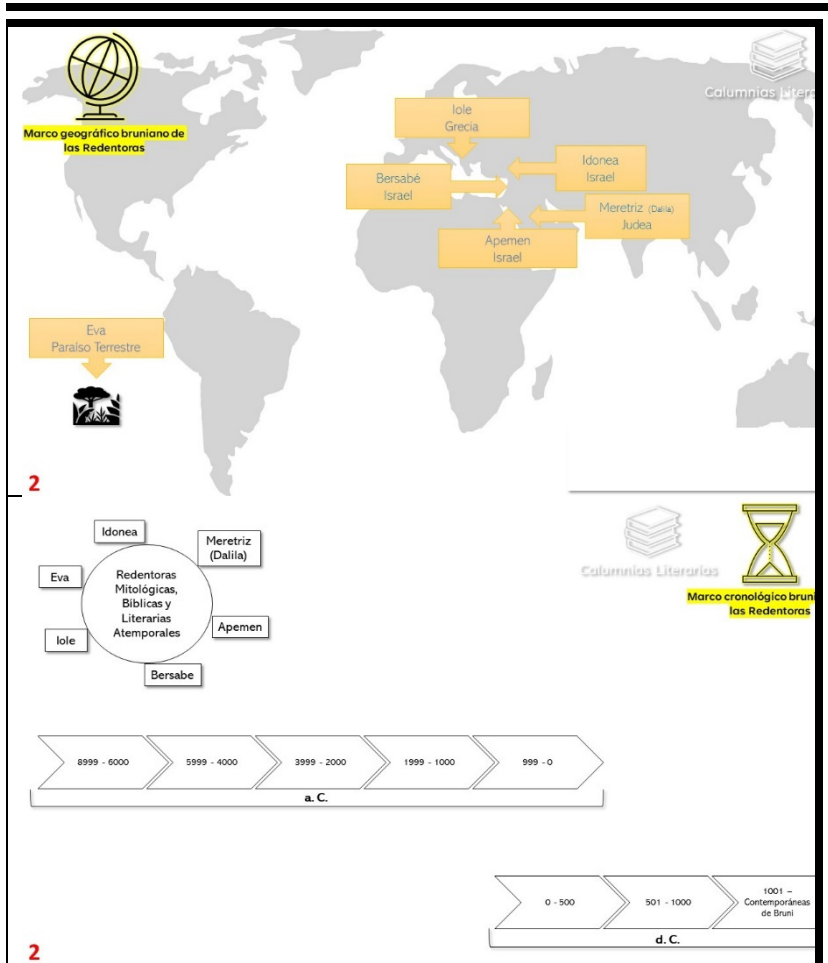 Marco geográfico bruniano de
las Redentoras
Calumnias
Iole
Grecia
Idonea
Israel
Bersabé
Israel
Meretriz (Dalila)
Judea
Apemen
Israel
Eva
Paraíso Terrestre
2
Idonea
Meretriz
(Dalila)
Eva
Redentoras
Mitológicas,
Bíblicas y
Literarias
Atemporales
Apemen
Iole
Bersabe
Calumnias Literarias
Marco cronológico bruni
las Redentoras
8999 - 6000
5999 - 4000
3999 - 2000
1999 - 1000
999 - 0
a. C.
0 - 500
501 - 1000
1001 –
Contemporáneas
de Bruni
d. C.
2